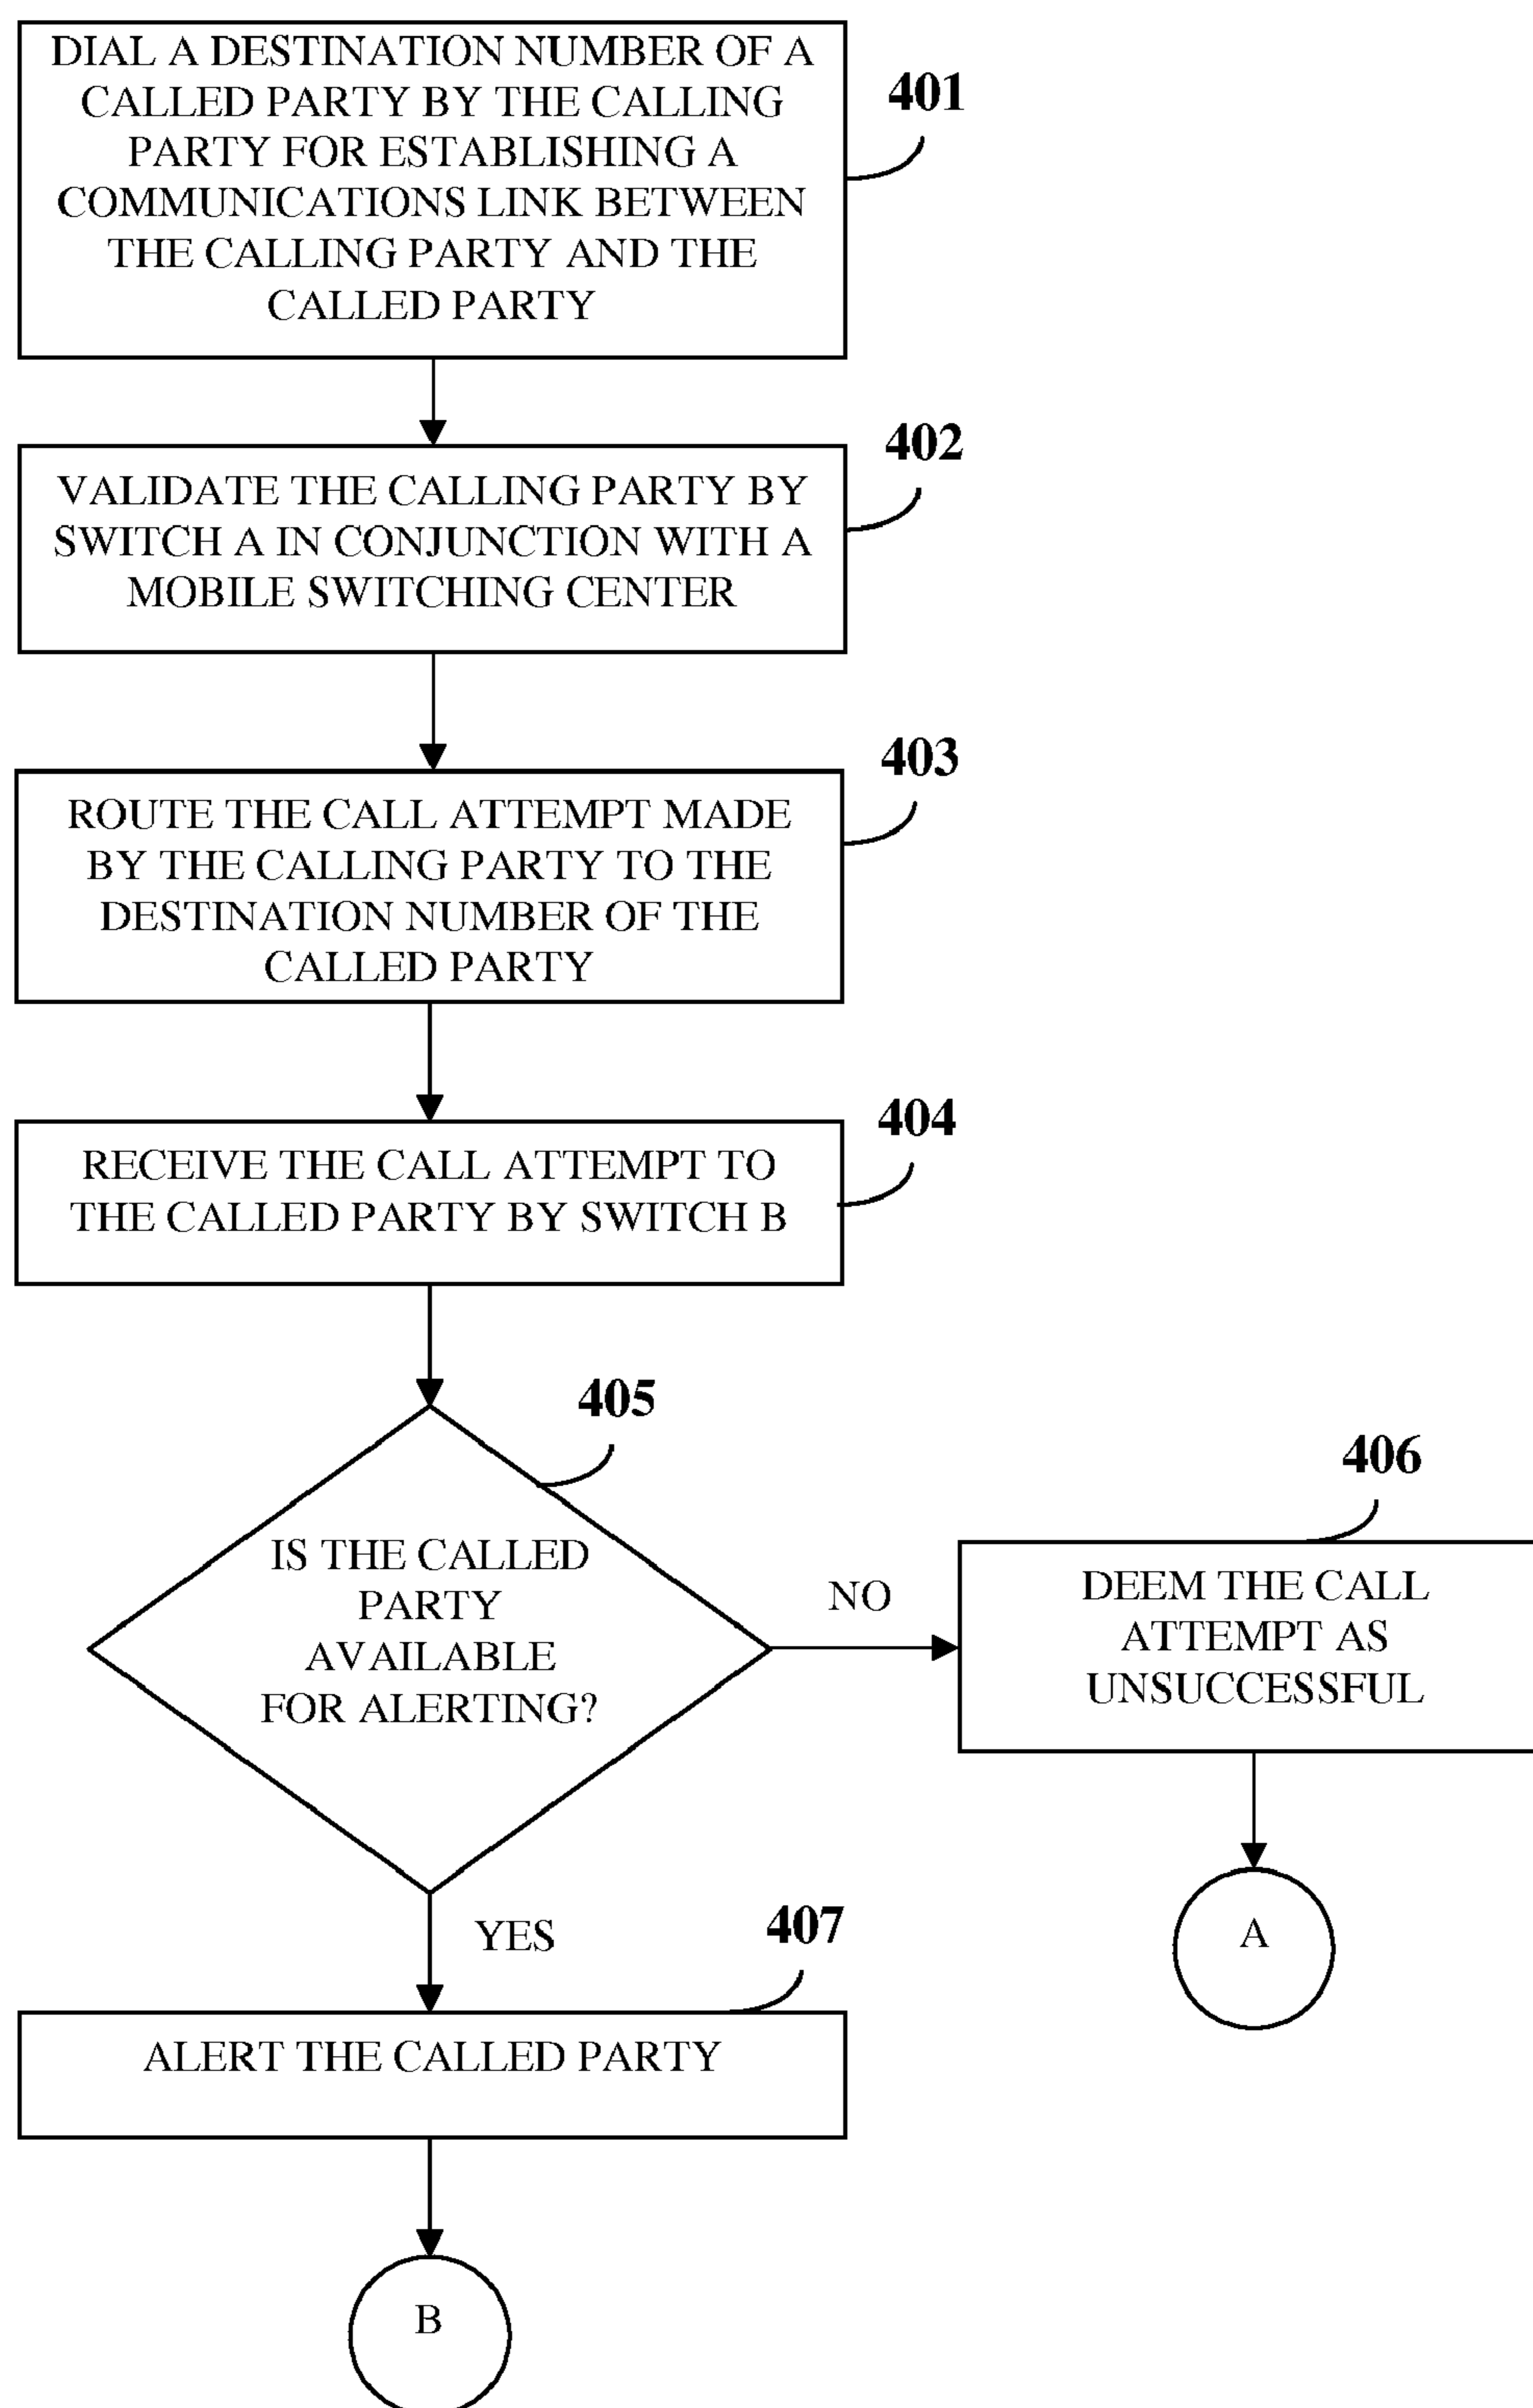 DIAL A DESTINATION NUMBER OF A
CALLED PARTY BY THE CALLING
PARTY FOR ESTABLISHING A
COMMUNICATIONS LINK BETWEEN
THE CALLING PARTY AND THE
CALLED PARTY
401
VALIDATE THE CALLING PARTY BY
SWITCH A IN CONJUNCTION WITH A
MOBILE SWITCHING CENTER
402
ROUTE THE CALL ATTEMPT MADE
BY THE CALLING PARTY TO THE
DESTINATION NUMBER OF THE
CALLED PARTY
403
RECEIVE THE CALL ATTEMPT TO
THE CALLED PARTY BY SWITCH B
404
IS THE CALLED
PARTY
AVAILABLE
FOR ALERTING?
405
NO
DEEM THE CALL
ATTEMPT AS
UNSUCCESSFUL
406
A
YES
ALERT THE CALLED PARTY
407
B